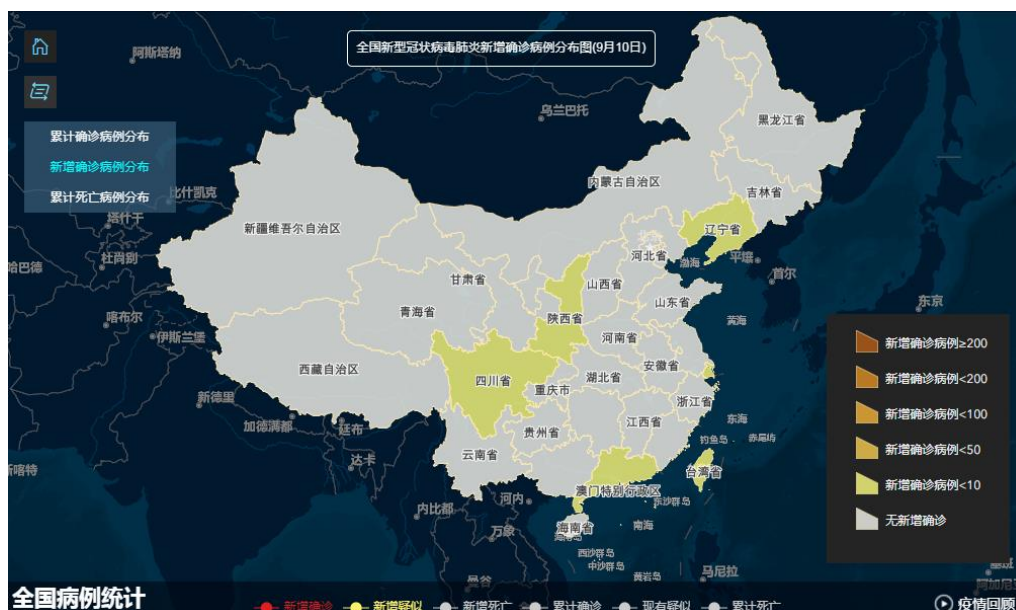 全国新型冠状病毒肺炎新增确诊病例分布图(9月10日)
阿斯塔纳
乌兰巴托
黑龙江省
累计确诊病例分布
新增确诊病例分布
累计死亡病例分布
内蒙古自治区
吉林省
比什凯克
塔什干
新疆维吾尔自治区
辽宁省
杜尚别
哈巴德
河北省
渤海
平壤
首尔
甘肃省
山西省
山东省
东京
喀布尔
伊斯兰堡
青海省
陕西省
黄海
河南省
新增确诊病例≥200
西藏自治区
四川省
重庆市
湖北省
安徽省
新增确诊病例<200
新德里
加德满都
廷布
浙江省
新增确诊病例<100
贵州省
江西省
东海
钓鱼岛
赤尾屿
新增确诊病例<50
斯喀特
达卡
云南省
台湾省
新增确诊病例<10
澳门特别行政区
内比都
河内
东沙群岛
无新增确诊
海南省
南海
万象
西沙群岛
中沙群岛
黄岩岛
曼谷
马尼拉
全国病例统计
新增确诊
新增疑似
新增死亡
累计确诊
现有疑似
累计死亡
疫情回顾